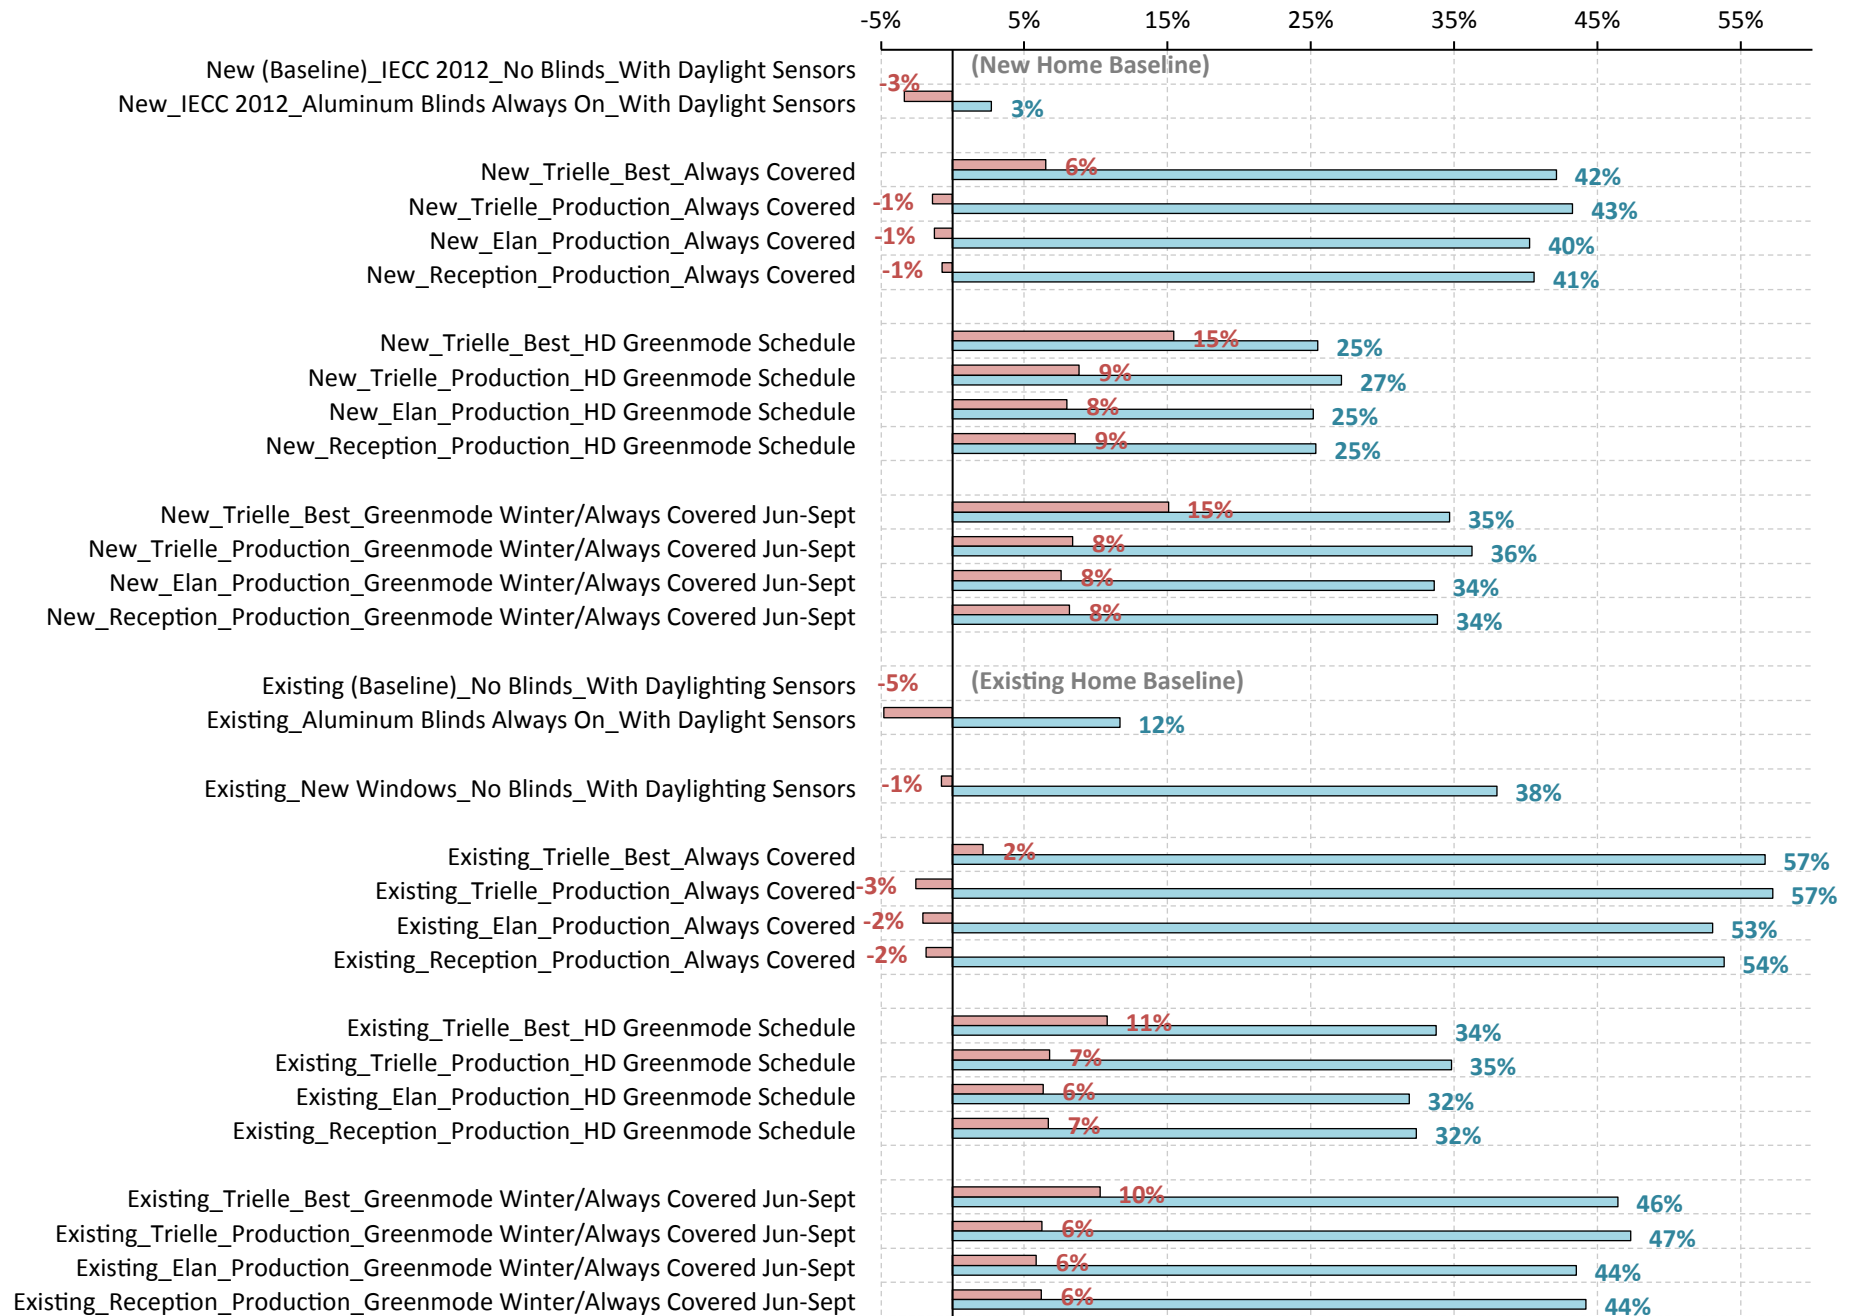 -5% 5% 15% 25% 35% 45% 55%
New (Baseline)_IECC 2012_No Blinds_With Daylight Sensors (New Home Baseline)
New_IECC 2012_Aluminum Blinds Always On_With Daylight Sensors -3% 3%
New_Trielle_Best_Always Covered 6% 42%
New_Trielle_Production_Always Covered -1% 43%
New_Elan_Production_Always Covered -1% 40%
New_Reception_Production_Always Covered -1% 41%
New_Trielle_Best_HD Greenmode Schedule 15% 25%
New_Trielle_Production_HD Greenmode Schedule 9% 27%
New_Elan_Production_HD Greenmode Schedule 8% 25%
New_Reception_Production_HD Greenmode Schedule 9% 25%
New_Trielle_Best_Greenmode Winter/Always Covered Jun-Sept 15% 35%
New_Trielle_Production_Greenmode Winter/Always Covered Jun-Sept 8% 36%
New_Elan_Production_Greenmode Winter/Always Covered Jun-Sept 8% 34%
New_Reception_Production_Greenmode Winter/Always Covered Jun-Sept 8% 34%
Existing (Baseline)_No Blinds_With Daylighting Sensors -5% (Existing Home Baseline)
Existing_Aluminum Blinds Always On_With Daylight Sensors 12%
Existing_New Windows_No Blinds_With Daylighting Sensors -1% 38%
Existing_Trielle_Best_Always Covered 2% 57%
Existing_Trielle_Production_Always Covered -3% 57%
Existing_Elan_Production_Always Covered -2% 53%
Existing_Reception_Production_Always Covered -2% 54%
Existing_Trielle_Best_HD Greenmode Schedule 11% 34%
Existing_Trielle_Production_HD Greenmode Schedule 7% 35%
Existing_Elan_Production_HD Greenmode Schedule 6% 32%
Existing_Reception_Production_HD Greenmode Schedule 7% 32%
Existing_Trielle_Best_Greenmode Winter/Always Covered Jun-Sept 10% 46%
Existing_Trielle_Production_Greenmode Winter/Always Covered Jun-Sept 6% 47%
Existing_Elan_Production_Greenmode Winter/Always Covered Jun-Sept 6% 44%
Existing_Reception_Production_Greenmode Winter/Always Covered Jun-Sept 6% 44%